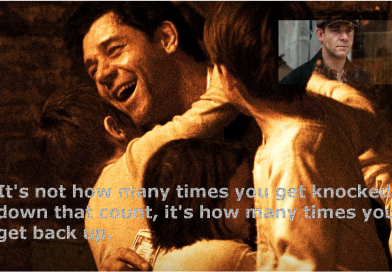 It's not how many times you get knocked
down that count, it's how many times you
get back up.